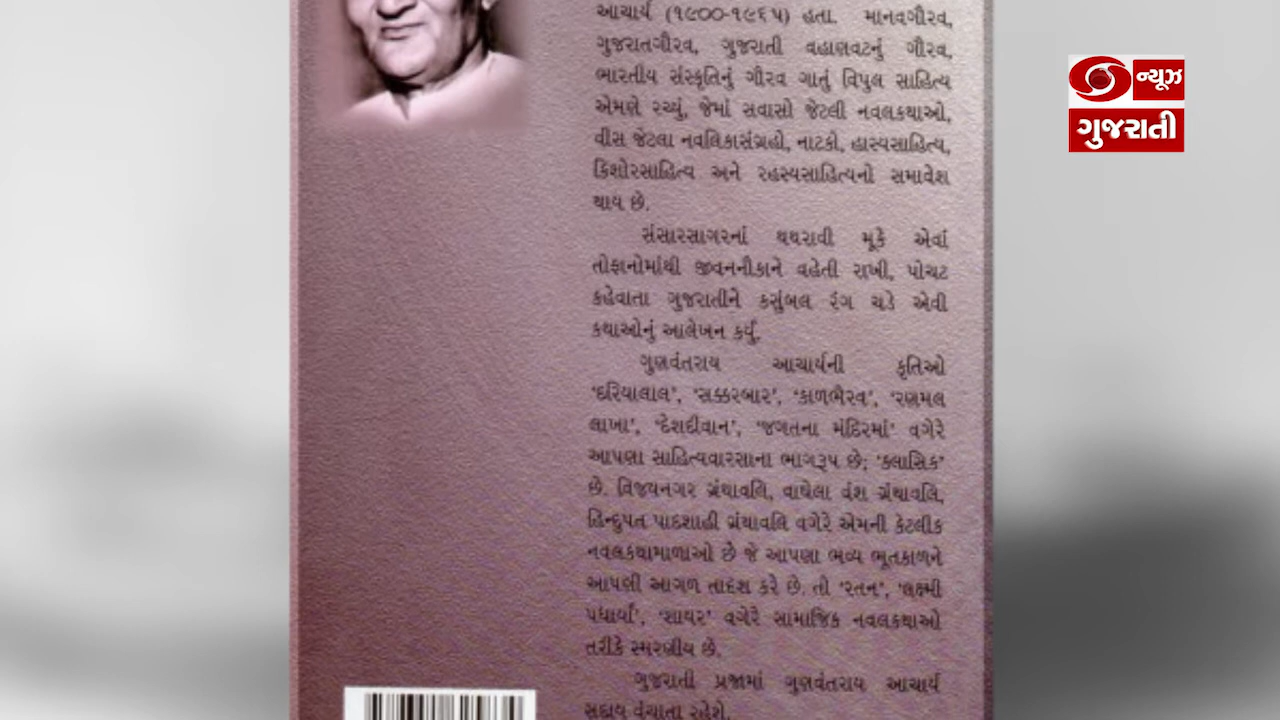 આચાર્ય (૧૯૦૦-૧૯૬૫) હતા. માનવગૌરવ,
ગુજરાતગૌરવ, ગુજરાતી વહાણવટનું ગૌરવ,
ભારતીય સંસ્કૃતિનું ગૌરવ ગાતું વિપુલ સાહિત્ય
એમણે રચ્યું, જેમાં સવાસો જેટલી નવલકથાઓ,
વીસ જેટલા નવલિકાસંગ્રહો, નાટકો, હાસ્યસાહિત્ય,
કિશોરસાહિત્ય અને રહસ્યસાહિત્યનો સમાવેશ
થાય છે.
સંસારસાગરનાં થથરાવી મૂકે એવાં
તોફાનોમાંથી જીવનનૌકાને વહેતી રાખી, પોચટ
કહેવાતા ગુજરાતીને કસુંબલ રંગ ચડે એવી
કથાઓનું આલેખન કર્યું.
ગુણવંતરાય આચાર્યની કૃતિઓ
'દરિયાલાલ', 'સક્કરબાર', 'કાળભૈરવ', 'રણમલ
લાખા', 'દેશદીવાન', 'જગતના મંદિરમાં' વગેરે
આપણા સાહિત્યવારસાના ભાગરૂપ છે; 'ક્લાસિક'
છે. વિજયનગર ગ્રંથાવલિ, વાઘેલા વંશ ગ્રંથાવલિ,
હિન્દુપત પાદશાહી ગ્રંથાવલિ વગેરે એમની કેટલીક
નવલકથામાળાઓ છે જે આપણા ભવ્ય ભૂતકાળને
આપણી આગળ તાદૃશ કરે છે. તો 'રતન', 'લક્ષ્મી
પધાર્યાં', 'શાયર' વગેરે સામાજિક નવલકથાઓ
તરીકે સ્મરણીય છે.
ગુજરાતી પ્રજામાં ગુણવંતરાય આચાર્ય
સદાય વંચાતા રહેશે.
ન્યૂઝ
ગુજરાતી